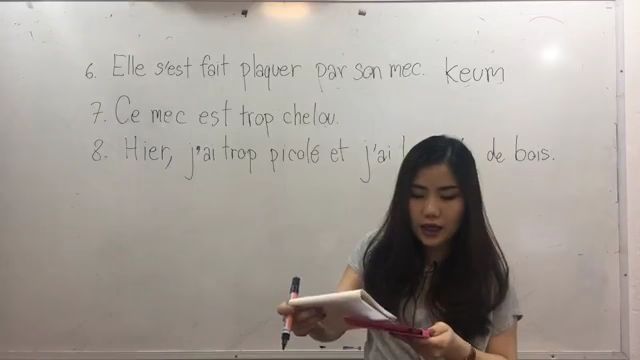 6. Elle s'est fait plaquer par son mec. keum
7. Ce mec est trop chelou.
8. Hier, j'ai trop picolé et j'ai de bois.